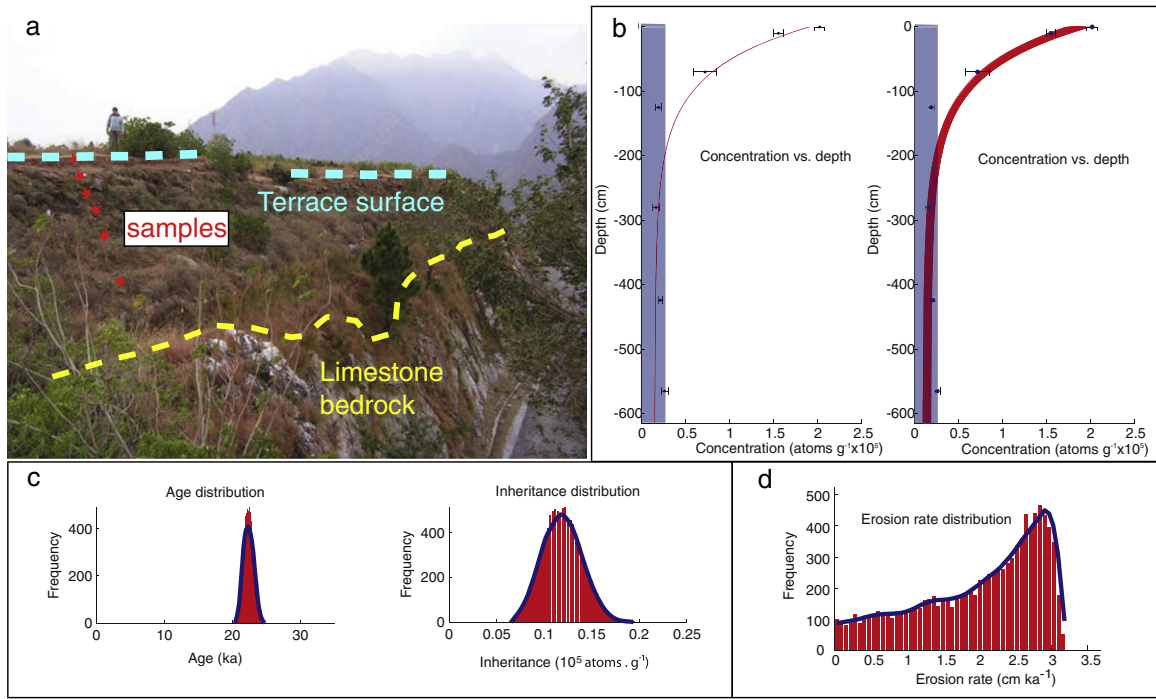 a
Terrace surface
samples
Limestone
bedrock
b
0
-100
-200
-300
-400
-500
-600
Depth (cm)
Concentration vs. depth
0
0.5
1
1.5
2
2.5
Concentration (atoms g⁻¹x10⁵)
0
-100
-200
-300
-400
-500
-600
Depth (cm)
Concentration vs. depth
0
0.5
1
1.5
2
2.5
Concentration (atoms g⁻¹x10⁵)
c
Age distribution
400
200
0
Frequency
0
10
20
30
Age (ka)
Inheritance distribution
400
200
0
Frequency
0
0.1
0.15
0.2
0.25
Inheritance (10⁵ atoms . g⁻¹)
d
Erosion rate distribution
500
400
300
200
100
0
Frequency
0
0.5
1
1.5
2
2.5
3
3.5
Erosion rate (cm ka⁻¹)